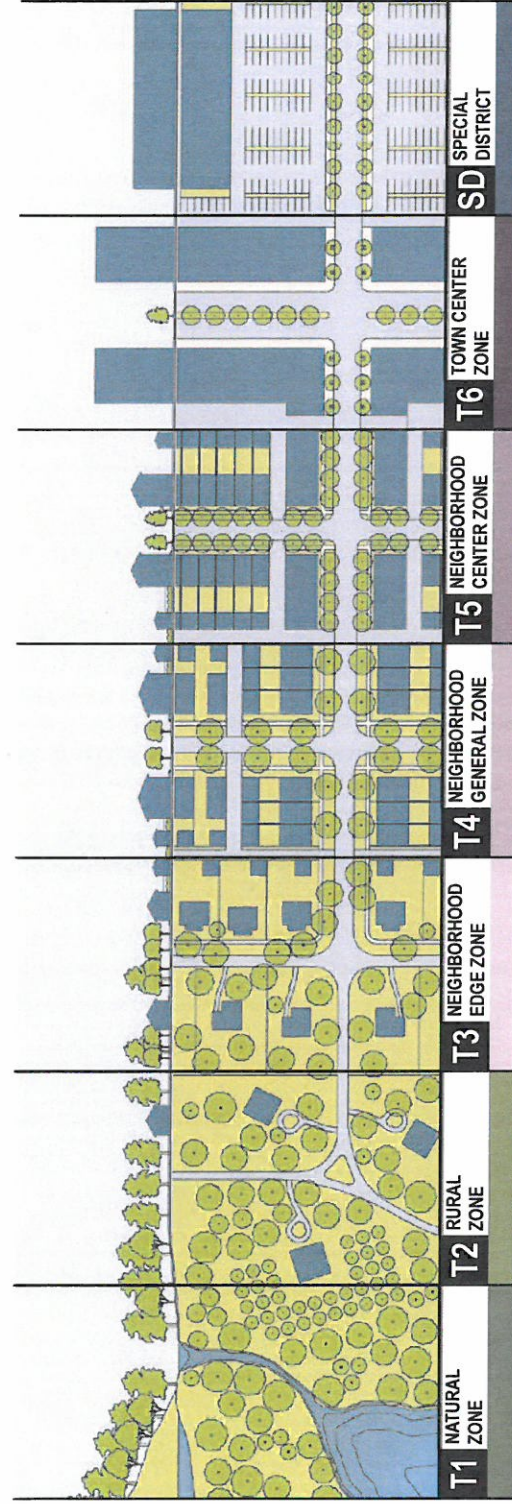 T1 NATURAL
ZONE
T2 RURAL
ZONE
T3 NEIGHBORHOOD
EDGE ZONE
T4 NEIGHBORHOOD
GENERAL ZONE
T5 NEIGHBORHOOD
CENTER ZONE
T6 TOWN CENTER
ZONE
SD SPECIAL
DISTRICT